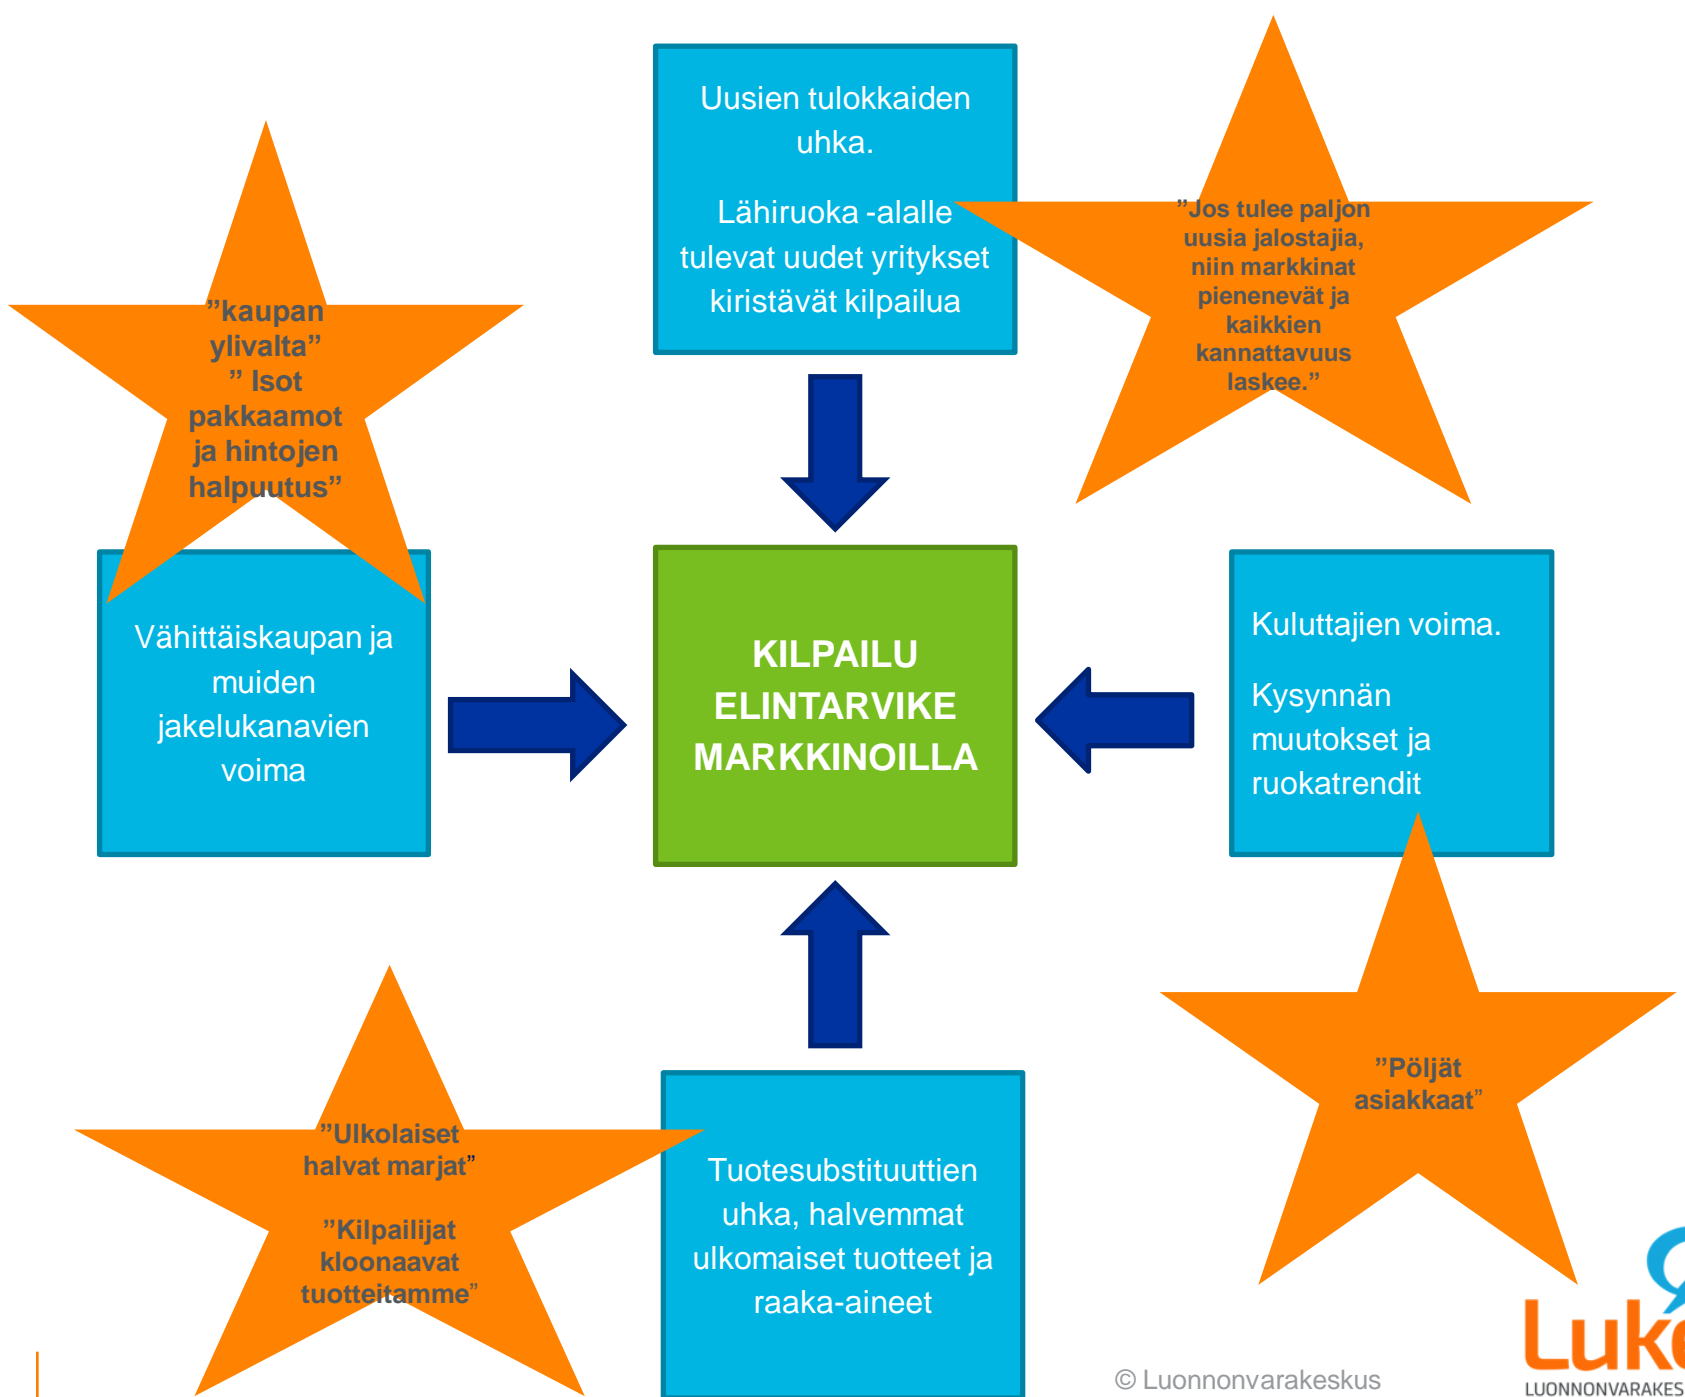 Uusien tulokkaiden
uhka.
Lähiruoka -alalle
tulevat uudet yritykset
kiristävät kilpailua
”Jos tulee paljon
uusia jalostajia,
niin markkinat
pienenevät ja
kaikkien
kannattavuus
laskee.”
”kaupan
ylivalta”
” Isot
pakkaamot
ja hintojen
halpuutus”
Vähittäiskaupan ja
muiden
jakelukanavien
voima
KILPAILU
ELINTARVIKE
MARKKINOILLA
Kuluttajien voima.
Kysynnän
muutokset ja
ruokatrendit
”Pöljät
asiakkaat”
”Ulkolaiset
halvat marjat”
”Kilpailijat
kloonaavat
tuotteitamme”
Tuotesubstituuttien
uhka, halvemmat
ulkomaiset tuotteet ja
raaka-aineet
© Luonnonvarakeskus
Luke
LUONNONVARAKES